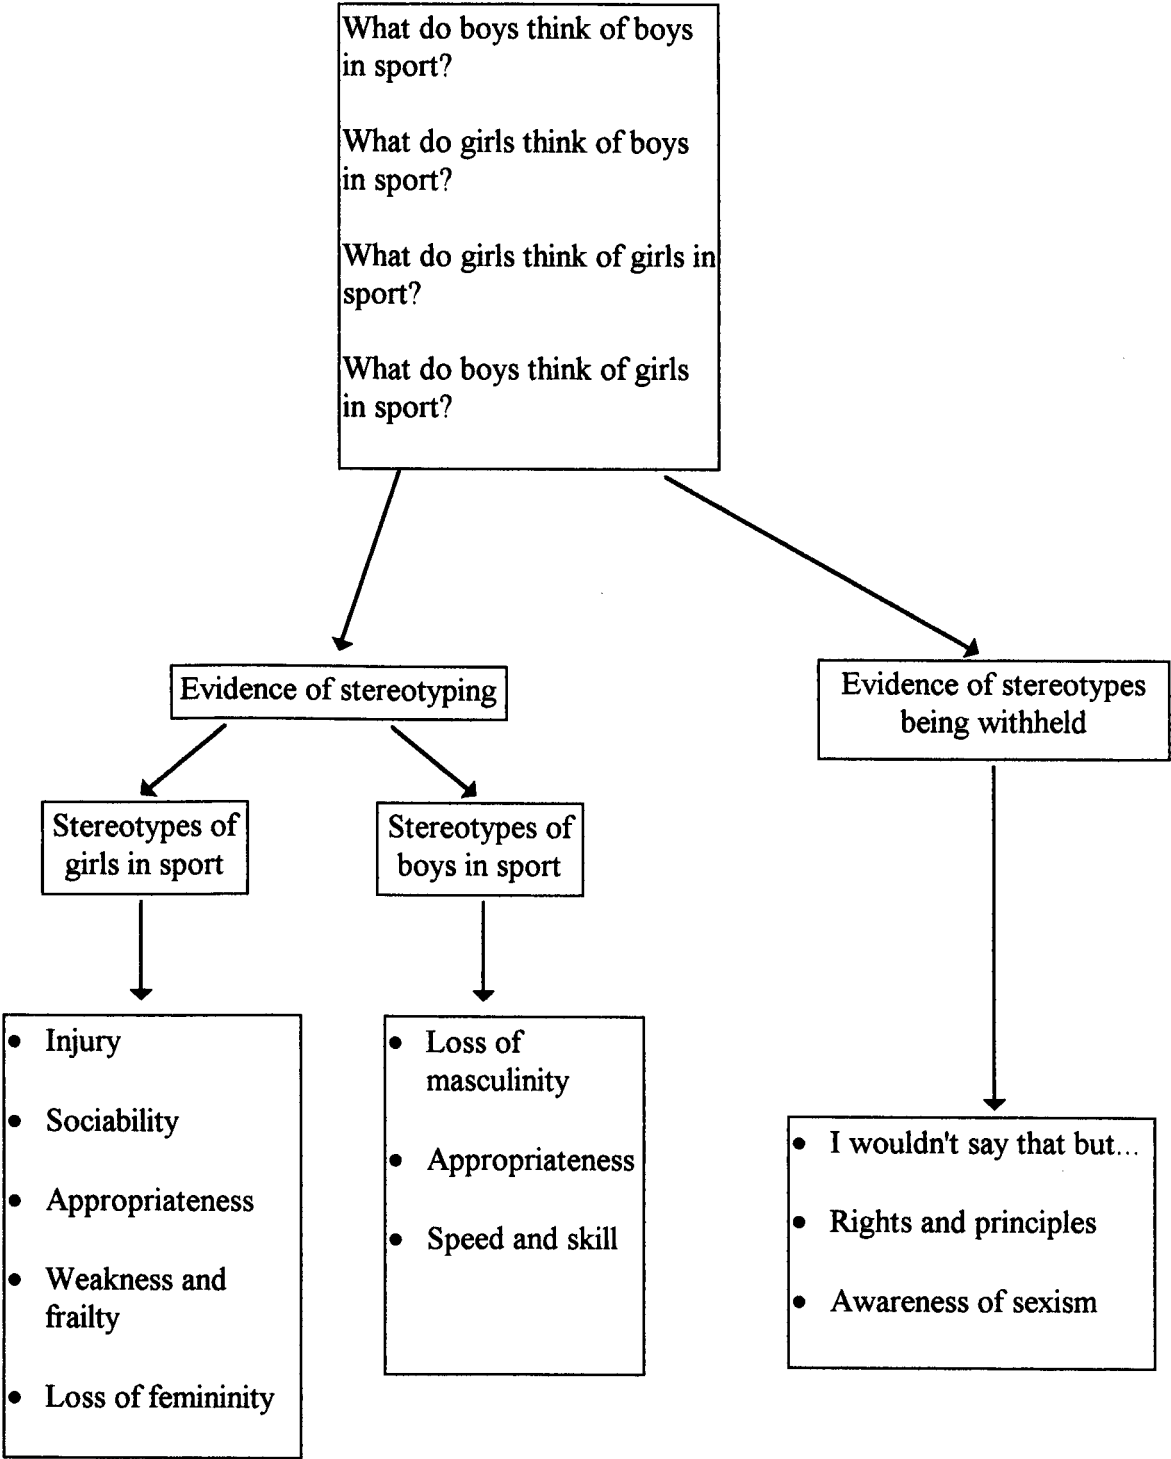 What do boys think of boys
in sport?
What do girls think of boys
in sport?
What do girls think of girls in
sport?
What do boys think of girls
in sport?
Evidence of stereotyping
Evidence of stereotypes
being withheld
Stereotypes of
girls in sport
Stereotypes of
boys in sport
• Injury
• Sociability
• Appropriateness
• Weakness and
frailty
• Loss of femininity
• Loss of
masculinity
• Appropriateness
• Speed and skill
• I wouldn't say that but...
• Rights and principles
• Awareness of sexism